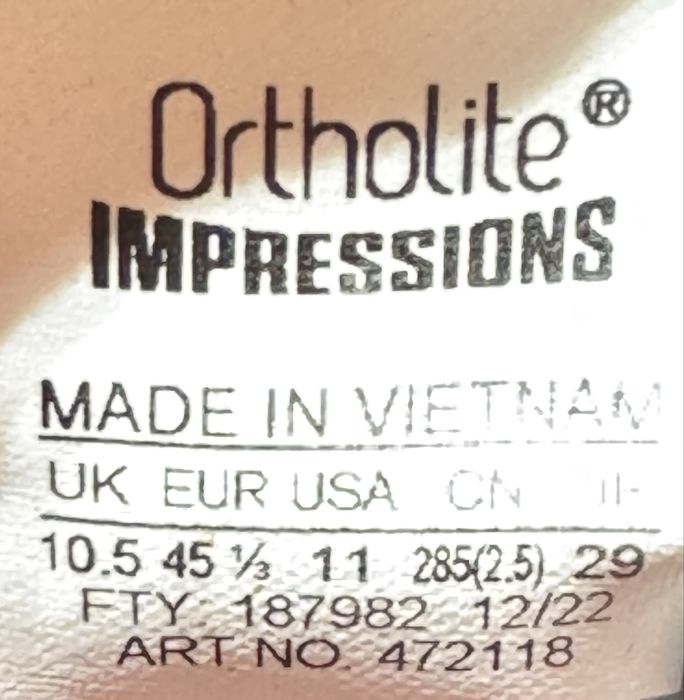 Ortholite®
IMPRESSIONS
MADE IN VIETNAM
UK EUR USA CN
10.5 45 ⅓ 11 285(2.5) 29
FTY: 187982 12/22
ART NO. 472118